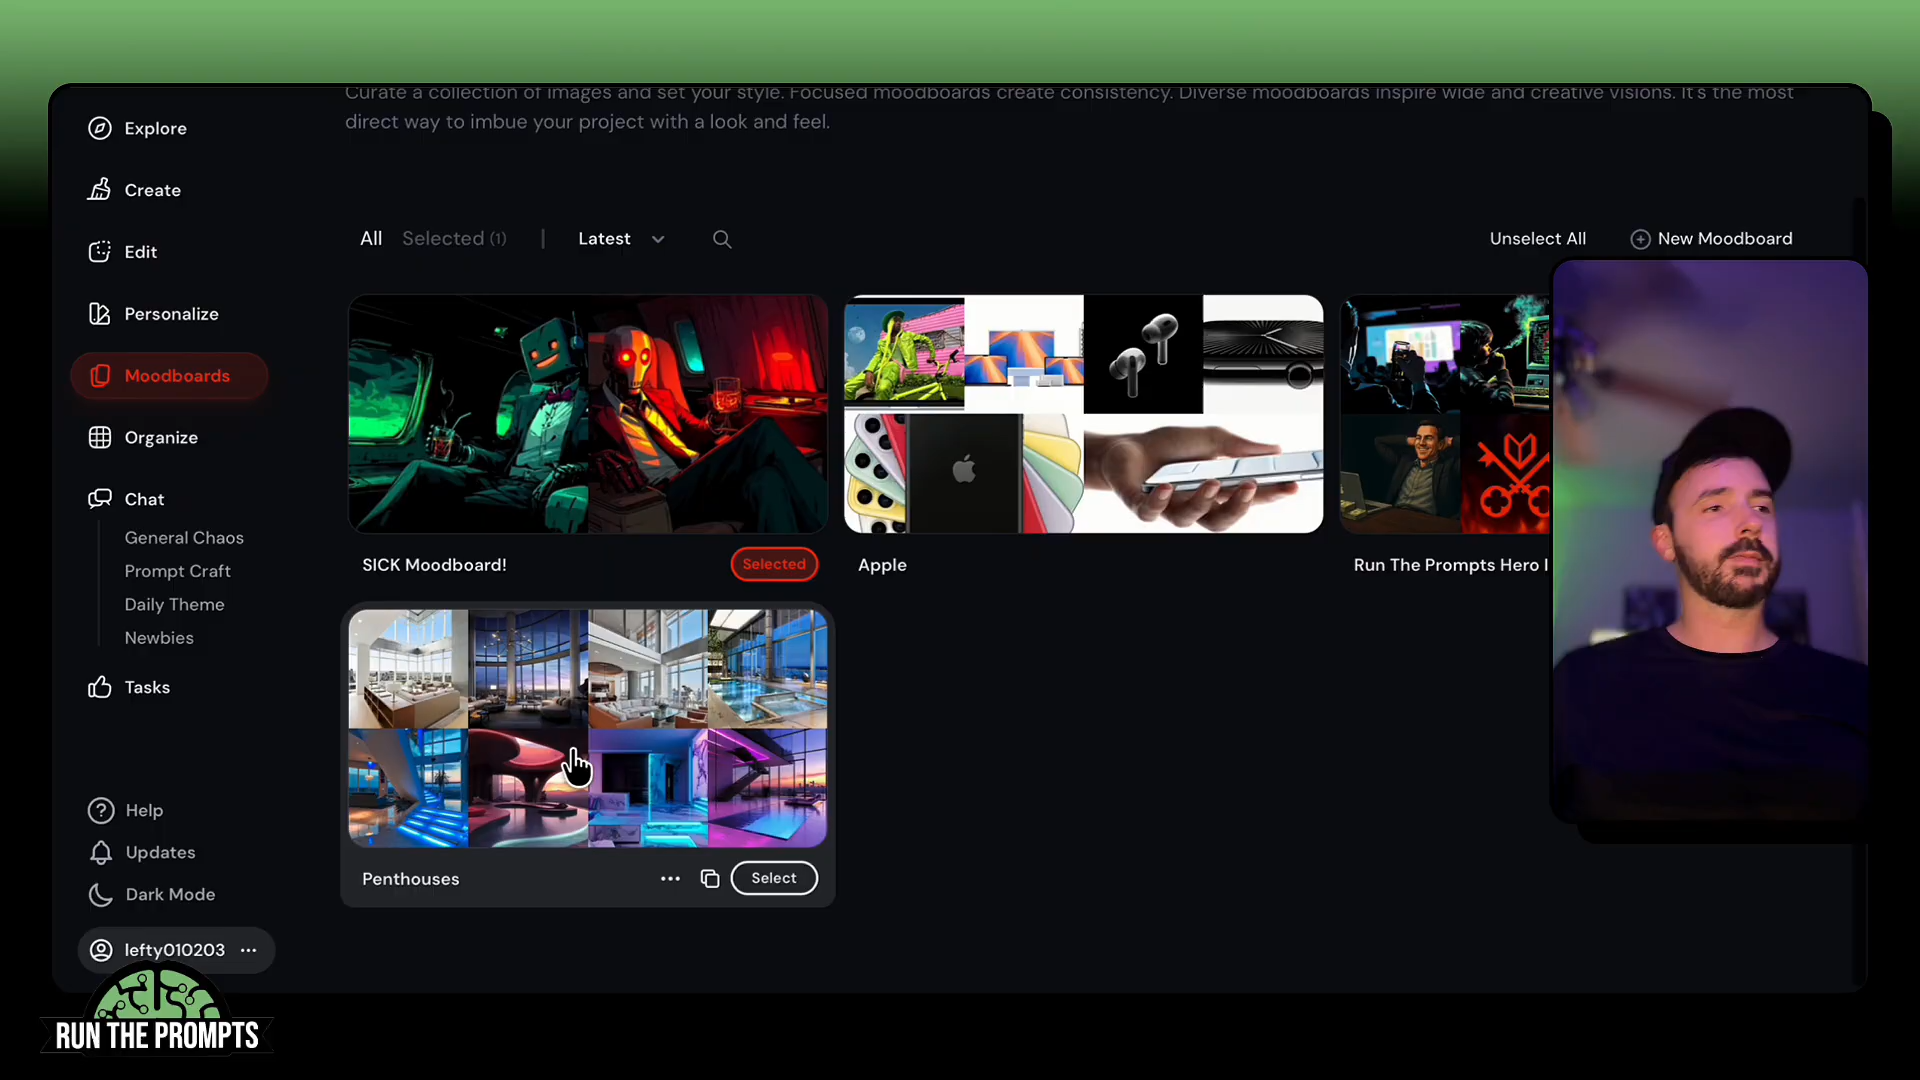 Curate a collection of images and set your style. Focused moodboards create consistency. Diverse moodboards inspire wide and creative visions. It's the most
direct way to imbue your project with a look and feel.
Explore
Create
Edit
Personalize
Moodboards
Organize
Chat
General Chaos
Prompt Craft
Daily Theme
Newbies
Tasks
Help
Updates
Dark Mode
lefty010203 ...
All Selected (1) | Latest
Unselect All New Moodboard
SICK Moodboard! Selected
Apple
Run The Prompts Hero I
Penthouses ... Select
RUN THE PROMPTS